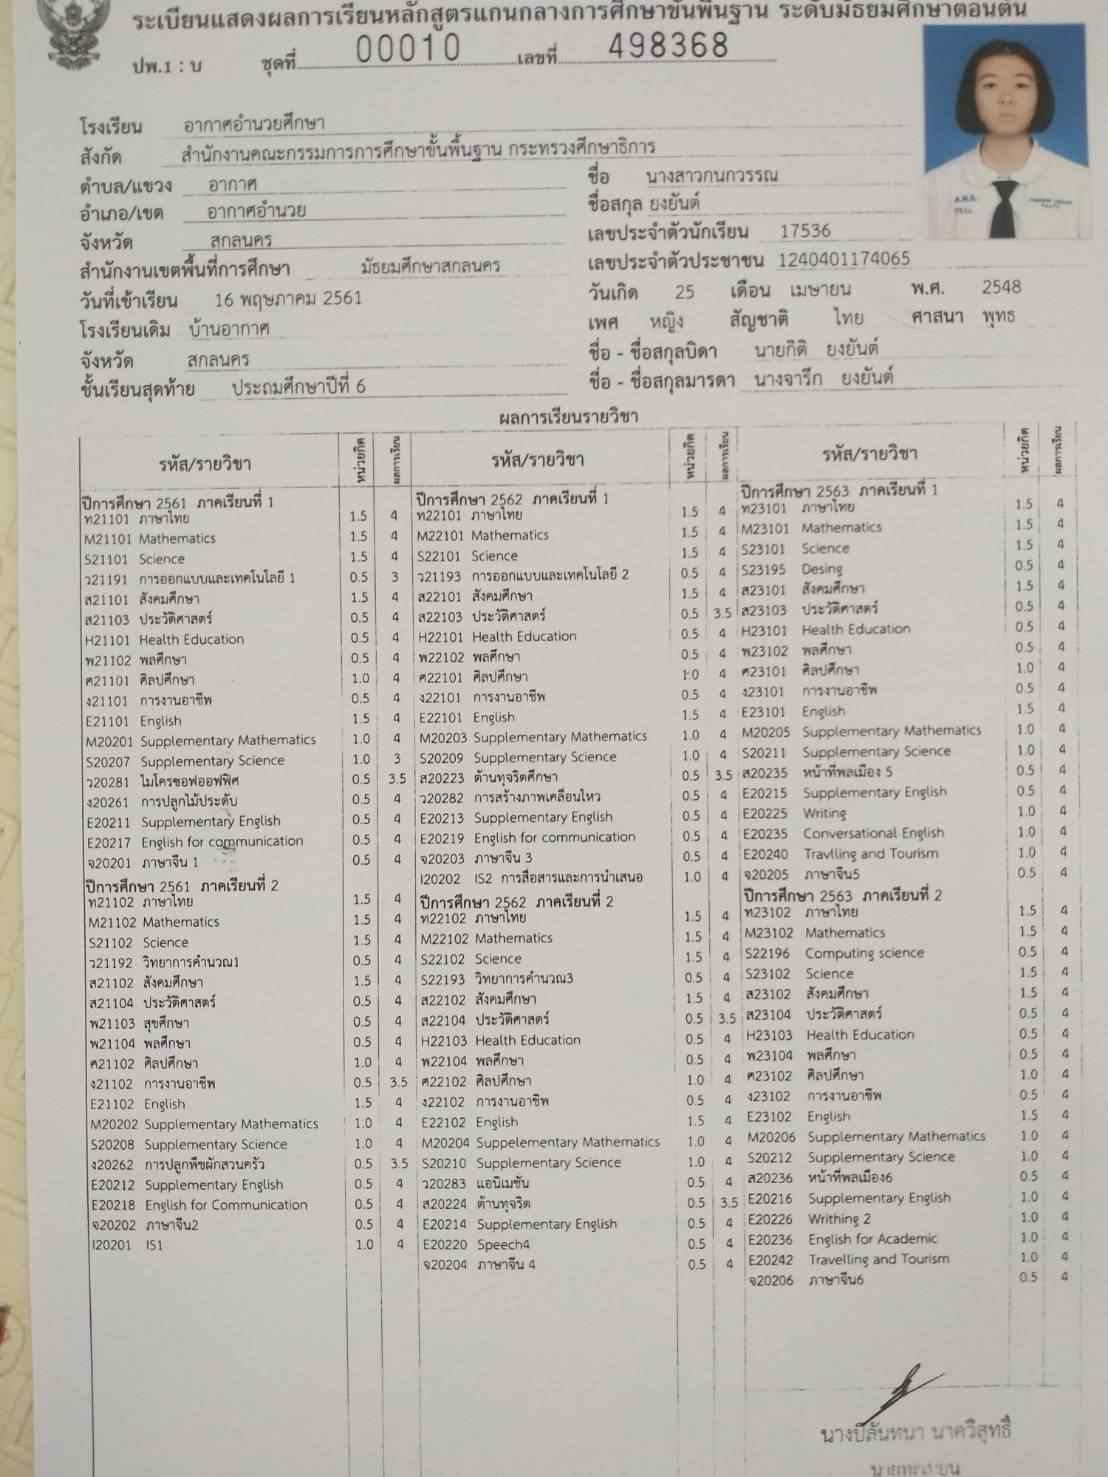 ระเบียนแสดงผลการเรียนหลักสูตรแกนกลางการศึกษาขั้นพื้นฐาน ระดับมัธยมศึกษาตอนต้น
ปพ.1 : บ ชุดที่ 00010 เลขที่ 498368
โรงเรียน อากาศอำนวยศึกษา
สังกัด สำนักงานคณะกรรมการการศึกษาขั้นพื้นฐาน กระทรวงศึกษาธิการ
ตำบล/แขวง อากาศ
อำเภอ/เขต อากาศอำนวย
จังหวัด สกลนคร
สำนักงานเขตพื้นที่การศึกษา มัธยมศึกษาสกลนคร
วันที่เข้าเรียน 16 พฤษภาคม 2561
โรงเรียนเดิม บ้านอากาศ
จังหวัด สกลนคร
ชั้นเรียนสุดท้าย ประถมศึกษาปีที่ 6
ชื่อ นางสาวกนกวรรณ
ชื่อสกุล ยงยันต์
เลขประจำตัวนักเรียน 17536
เลขประจำตัวประชาชน 1240401174065
วันเกิด 25 เดือน เมษายน พ.ศ. 2548
เพศ หญิง สัญชาติ ไทย ศาสนา พุทธ
ชื่อ - ชื่อสกุลบิดา นายกิติ ยงยันต์
ชื่อ - ชื่อสกุลมารดา นางจารึก ยงยันต์
ผลการเรียนรายวิชา
รหัส/รายวิชา หน่วยกิต ผลการเรียน
ปีการศึกษา 2561 ภาคเรียนที่ 1
ท21101 ภาษาไทย 1.5 4
M21101 Mathematics 1.5 4
S21101 Science 1.5 4
ว21191 การออกแบบและเทคโนโลยี 1 0.5 3
ส21101 สังคมศึกษา 1.5 4
ส21103 ประวัติศาสตร์ 0.5 4
H21101 Health Education 0.5 4
พ21102 พลศึกษา 0.5 4
ศ21101 ศิลปศึกษา 1.0 4
ง21101 การงานอาชีพ 0.5 4
E21101 English 1.5 4
M20201 Supplementary Mathematics 1.0 4
S20207 Supplementary Science 1.0 3
ว20281 ไมโครซอฟออฟฟิศ 0.5 3.5
ง20261 การปลูกไม้ประดับ 0.5 4
E20211 Supplementary English 0.5 4
E20217 English for communication 0.5 4
จ20201 ภาษาจีน 1 0.5 4
ปีการศึกษา 2561 ภาคเรียนที่ 2
ท21102 ภาษาไทย 1.5 4
M21102 Mathematics 1.5 4
S21102 Science 1.5 4
ว21192 วิทยาการคำนวณ1 0.5 4
ส21102 สังคมศึกษา 1.5 4
ส21104 ประวัติศาสตร์ 0.5 4
พ21103 สุขศึกษา 0.5 4
พ21104 พลศึกษา 0.5 4
ศ21102 ศิลปศึกษา 1.0 4
ง21102 การงานอาชีพ 0.5 3.5
E21102 English 1.5 4
M20202 Supplementary Mathematics 1.0 4
S20208 Supplementary Science 1.0 4
ง20262 การปลูกพืชผักสวนครัว 0.5 3.5
E20212 Supplementary English 0.5 4
E20218 English for Communication 0.5 4
จ20202 ภาษาจีน2 0.5 4
I20201 IS1 1.0 4
รหัส/รายวิชา หน่วยกิต ผลการเรียน
ปีการศึกษา 2562 ภาคเรียนที่ 1
ท22101 ภาษาไทย 1.5 4
M22101 Mathematics 1.5 4
S22101 Science 1.5 4
ว21193 การออกแบบและเทคโนโลยี 2 0.5 4
ส22101 สังคมศึกษา 1.5 4
ส22103 ประวัติศาสตร์ 0.5 3.5
H22101 Health Education 0.5 4
พ22102 พลศึกษา 0.5 4
ศ22101 ศิลปศึกษา 1.0 4
ง22101 การงานอาชีพ 0.5 4
E22101 English 1.5 4
M20203 Supplementary Mathematics 1.0 4
S20209 Supplementary Science 1.0 4
ส20223 ต้านทุจริตศึกษา 0.5 3.5
ว20282 การสร้างภาพเคลื่อนไหว 0.5 4
E20213 Supplementary English 0.5 4
E20219 English for communication 0.5 4
จ20203 ภาษาจีน 3 0.5 4
I20202 IS2 การสื่อสารและการนำเสนอ 1.0 4
ปีการศึกษา 2562 ภาคเรียนที่ 2
ท22102 ภาษาไทย 1.5 4
M22102 Mathematics 1.5 4
S22102 Science 1.5 4
S22193 วิทยาการคำนวณ3 0.5 4
ส22102 สังคมศึกษา 1.5 4
ส22104 ประวัติศาสตร์ 0.5 3.5
H22103 Health Education 0.5 4
พ22104 พลศึกษา 0.5 4
ศ22102 ศิลปศึกษา 1.0 4
ง22102 การงานอาชีพ 0.5 4
E22102 English 1.5 4
M20204 Suppelementary Mathematics 1.0 4
S20210 Supplementary Science 1.0 4
ว20283 แอนิเมชัน 0.5 4
ส20224 ต้านทุจริต 0.5 3.5
E20214 Supplementary English 0.5 4
E20220 Speech4 0.5 4
จ20204 ภาษาจีน 4 0.5 4
รหัส/รายวิชา หน่วยกิต ผลการเรียน
ปีการศึกษา 2563 ภาคเรียนที่ 1
ท23101 ภาษาไทย 1.5 4
M23101 Mathematics 1.5 4
S23101 Science 1.5 4
S23195 Desing 0.5 4
ส23101 สังคมศึกษา 1.5 4
ส23103 ประวัติศาสตร์ 0.5 4
H23101 Health Education 0.5 4
พ23102 พลศึกษา 0.5 4
ศ23101 ศิลปศึกษา 1.0 4
ง23101 การงานอาชีพ 0.5 4
E23101 English 1.5 4
M20205 Supplementary Mathematics 1.0 4
S20211 Supplementary Science 1.0 4
ส20235 หน้าที่พลเมือง 5 0.5 4
E20215 Supplementary English 0.5 4
E20225 Writing 1.0 4
E20235 Conversational English 1.0 4
E20240 Travlling and Tourism 1.0 4
จ20205 ภาษาจีน5 0.5 4
ปีการศึกษา 2563 ภาคเรียนที่ 2
ท23102 ภาษาไทย 1.5 4
M23102 Mathematics 1.5 4
S22196 Computing science 0.5 4
S23102 Science 1.5 4
ส23102 สังคมศึกษา 1.5 4
ส23104 ประวัติศาสตร์ 0.5 4
H23103 Health Education 0.5 4
พ23104 พลศึกษา 0.5 4
ศ23102 ศิลปศึกษา 1.0 4
ง23102 การงานอาชีพ 0.5 4
E23102 English 1.5 4
M20206 Supplementary Mathematics 1.0 4
S20212 Supplementary Science 1.0 4
ส20236 หน้าที่พลเมือง6 0.5 4
E20216 Supplementary English 1.0 4
E20226 Writhing 2 1.0 4
E20236 English for Academic 1.0 4
E20242 Travelling and Tourism 1.0 4
จ20206 ภาษาจีน6 0.5 4
นางปิลันทนา นาควิสุทธิ์
นายทะเบียน